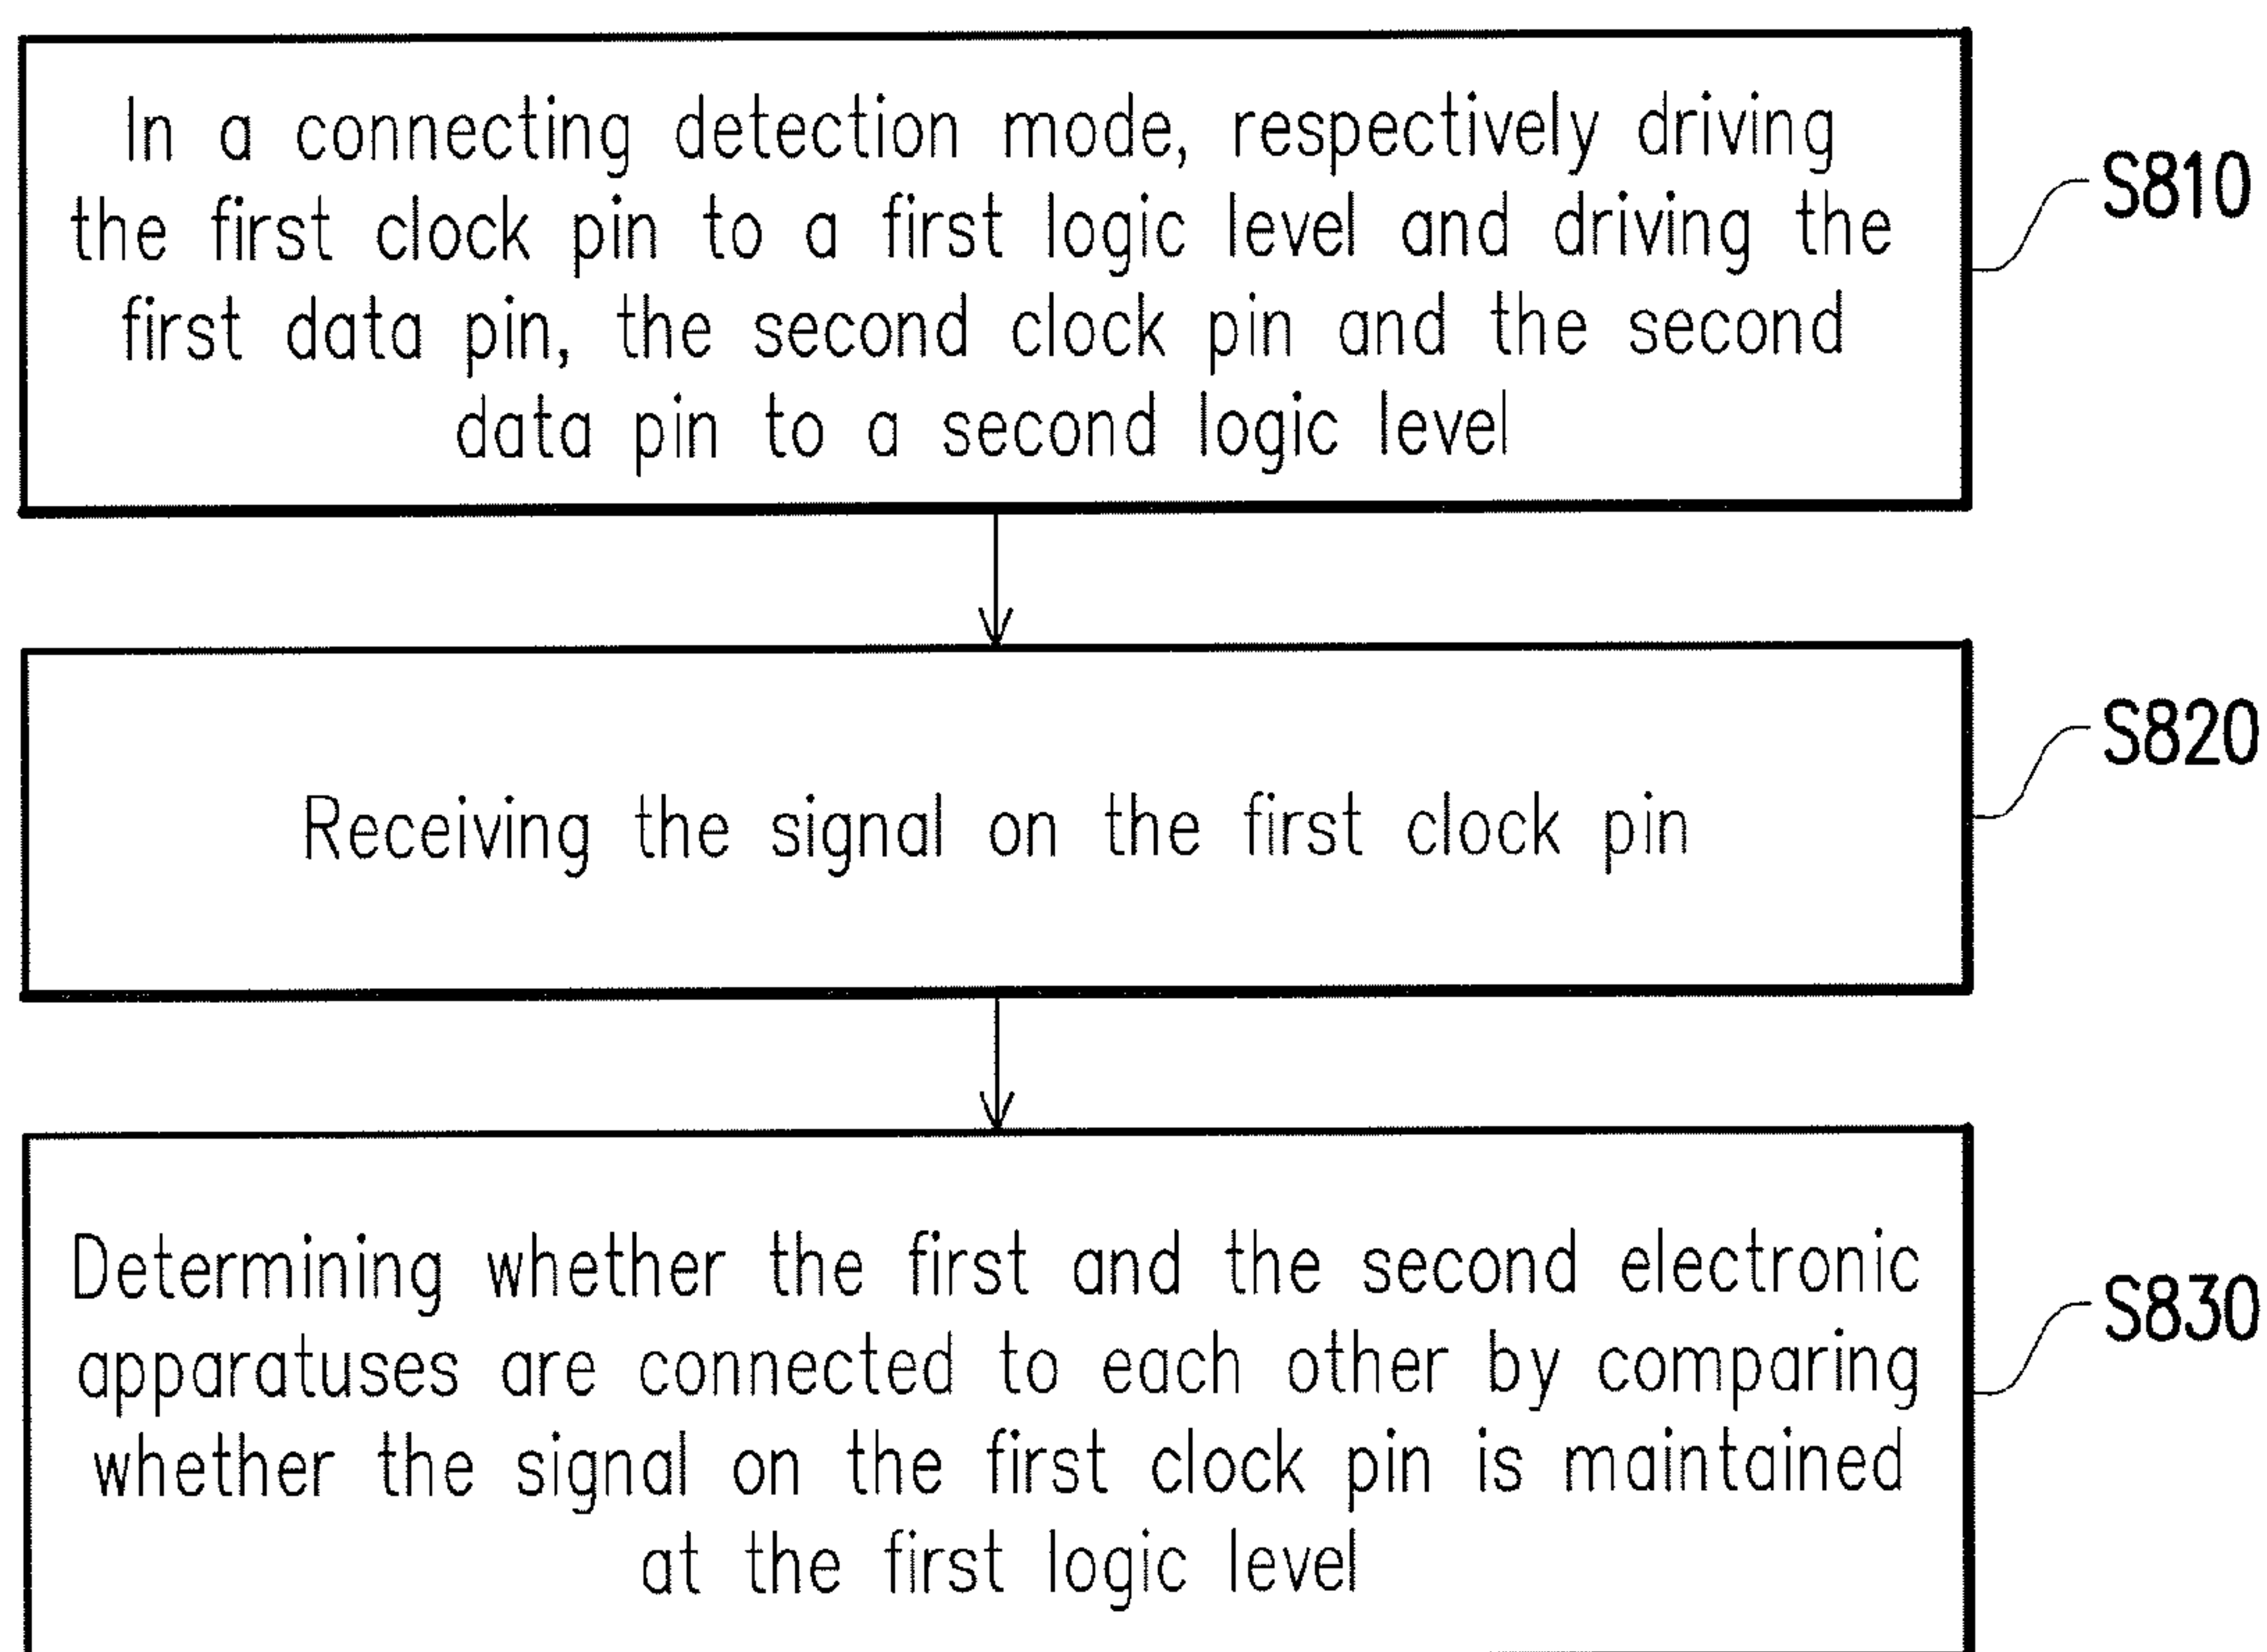 In a connecting detection mode, respectively driving
the first clock pin to a first logic level and driving the
first data pin, the second clock pin and the second
data pin to a second logic level
S810
Receiving the signal on the first clock pin
S820
Determining whether the first and the second electronic
apparatuses are connected to each other by comparing
whether the signal on the first clock pin is maintained
at the first logic level
S830